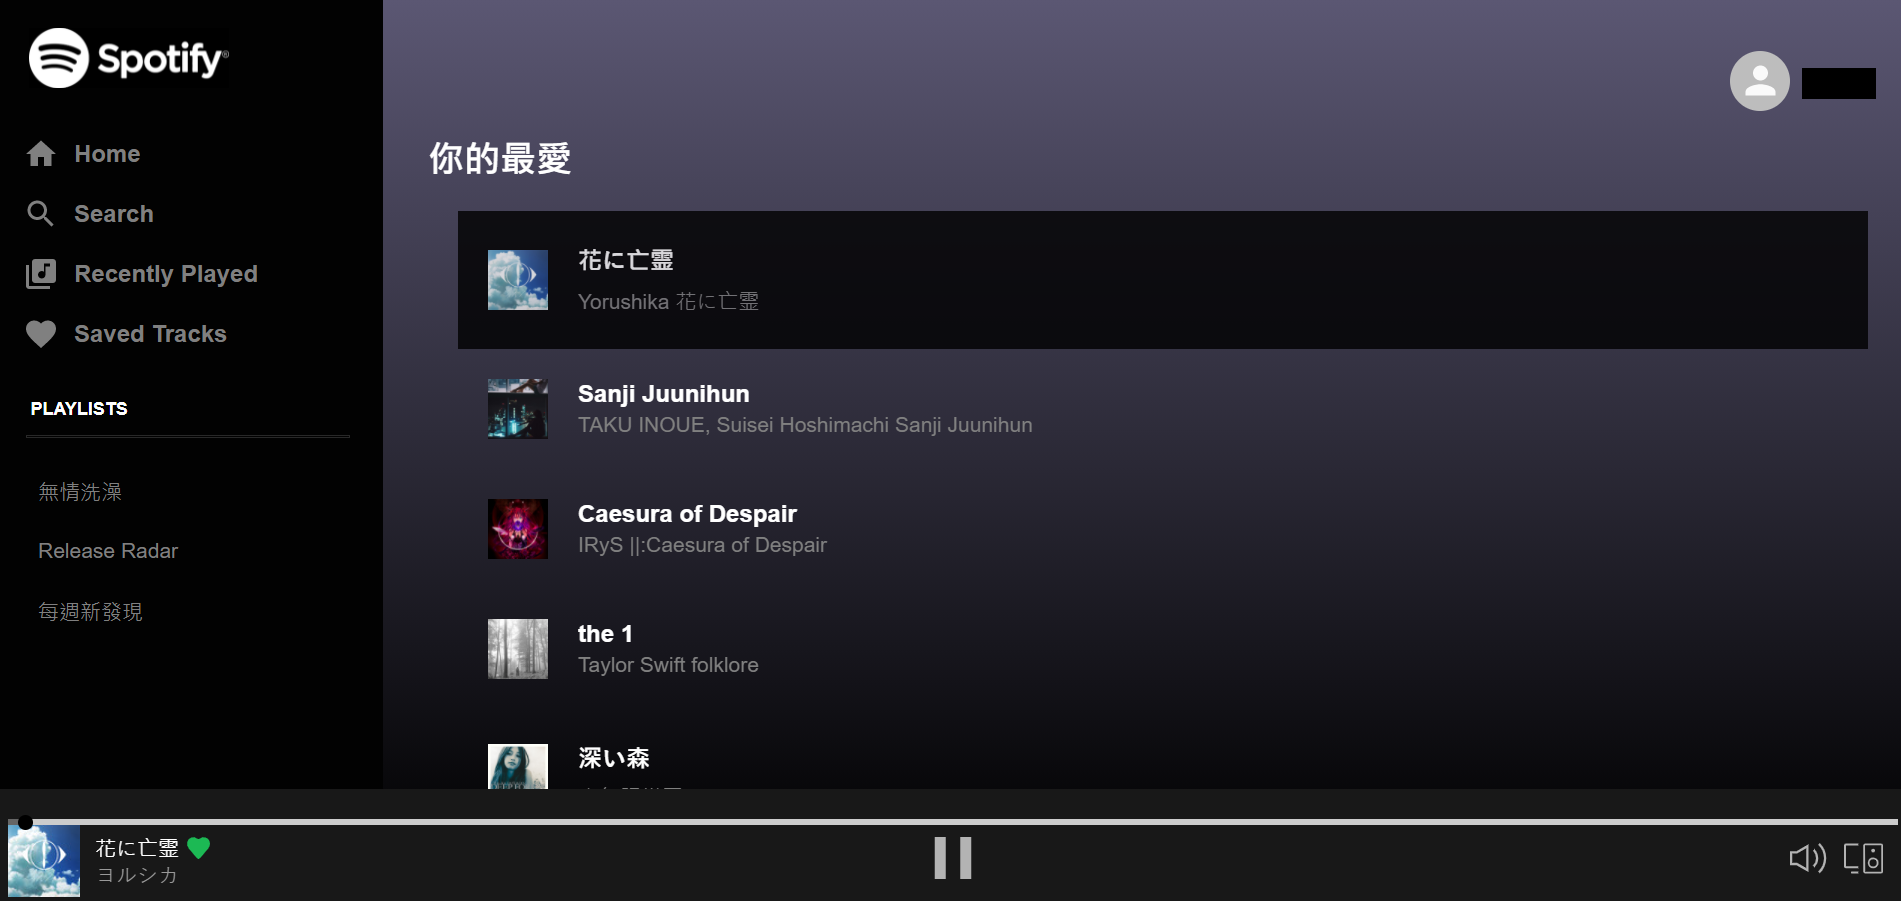 Spotify®
Home
Search
Recently Played
Saved Tracks
PLAYLISTS
無情洗澡
Release Radar
每週新發現
你的最愛
花に亡霊
Yorushika 花に亡霊
Sanji Juunihun
TAKU INOUE, Suisei Hoshimachi Sanji Juunihun
Caesura of Despair
IRyS ||:Caesura of Despair
the 1
Taylor Swift folklore
深い森
花に亡霊
ヨルシカ